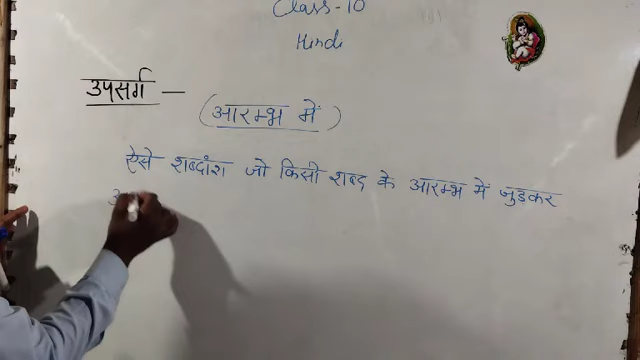 Class-10
Hindi
उपसर्ग —
(आरम्भ में)
ऐसे शब्दांश जो किसी शब्द के आरम्भ में जुड़कर